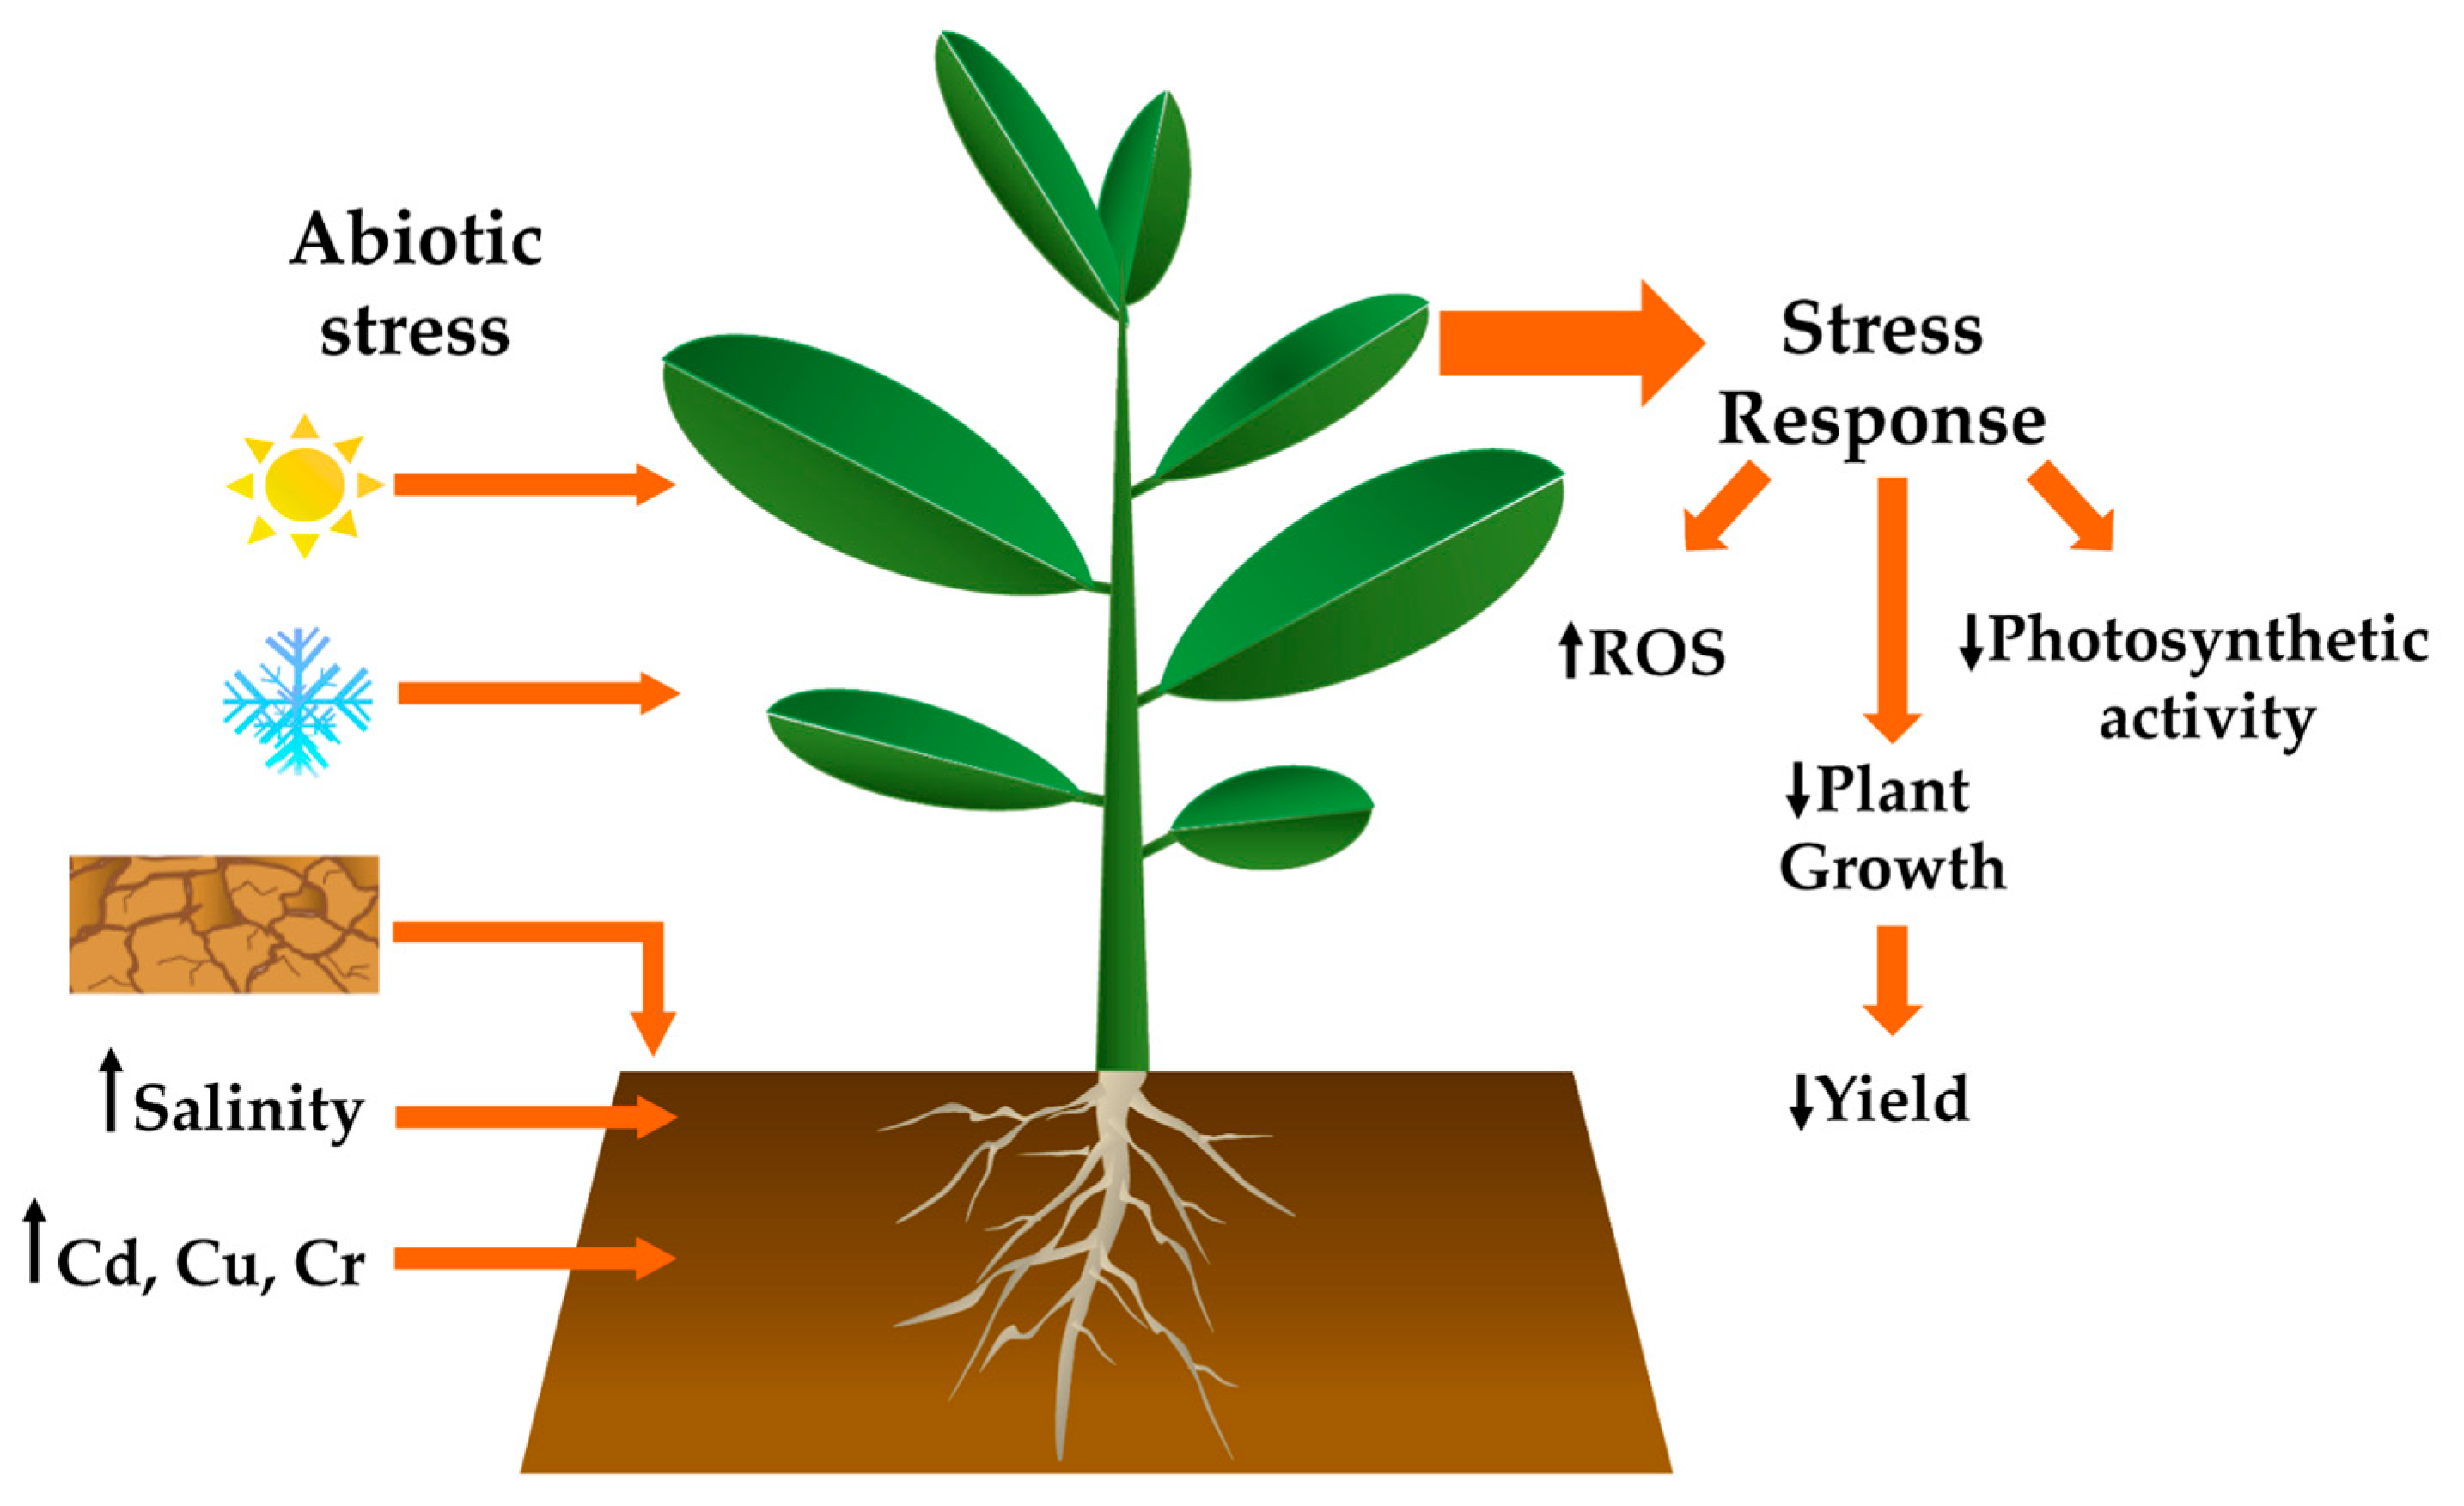 Abiotic
stress
↑Salinity
↑Cd, Cu, Cr
Stress
Response
↑ROS
↓Photosynthetic
activity
↓Plant
Growth
↓Yield